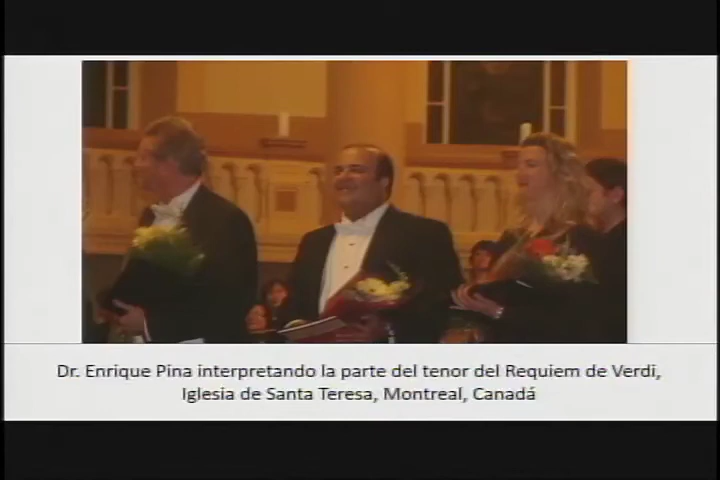 Dr. Enrique Pina interpretando la parte del tenor del Requiem de Verdi,
Iglesia de Santa Teresa, Montreal, Canadá